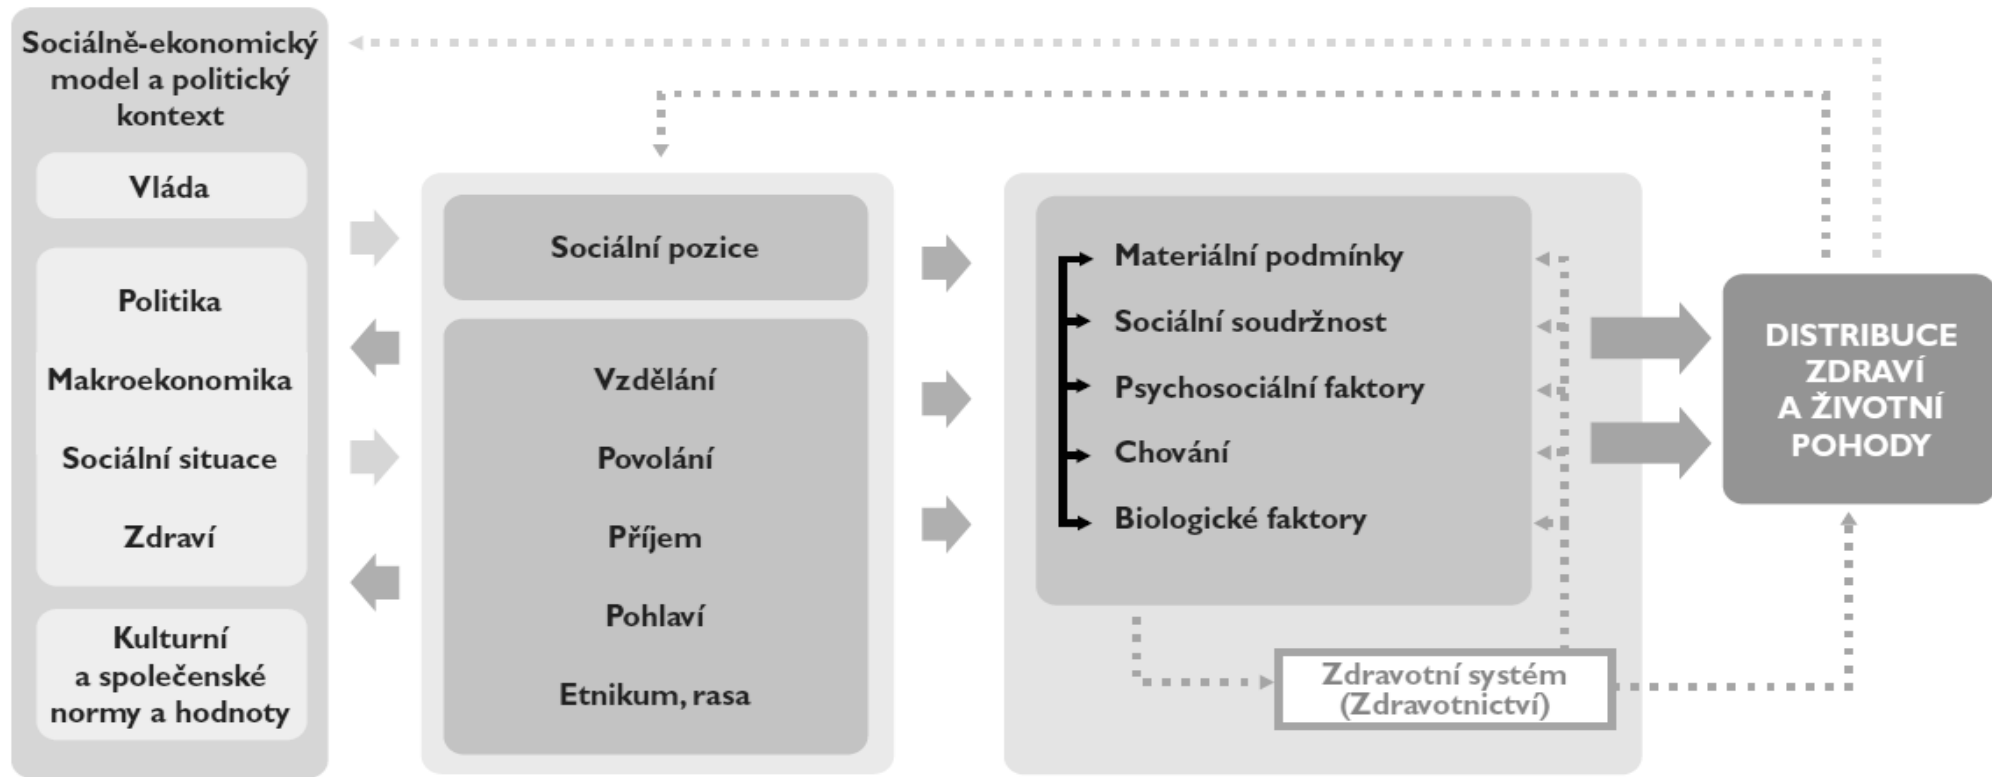 Sociálně-ekonomický
model a politický
kontext
Vláda
Politika
Makroekonomika
Sociální situace
Zdraví
Kulturní
a společenské
normy a hodnoty
Sociální pozice
Vzdělání
Povolání
Příjem
Pohlaví
Etnikum, rasa
Materiální podmínky
Sociální soudržnost
Psychosociální faktory
Chování
Biologické faktory
Zdravotní systém
(Zdravotnictví)
DISTRIBUCE
ZDRAVÍ
A ŽIVOTNÍ
POHODY